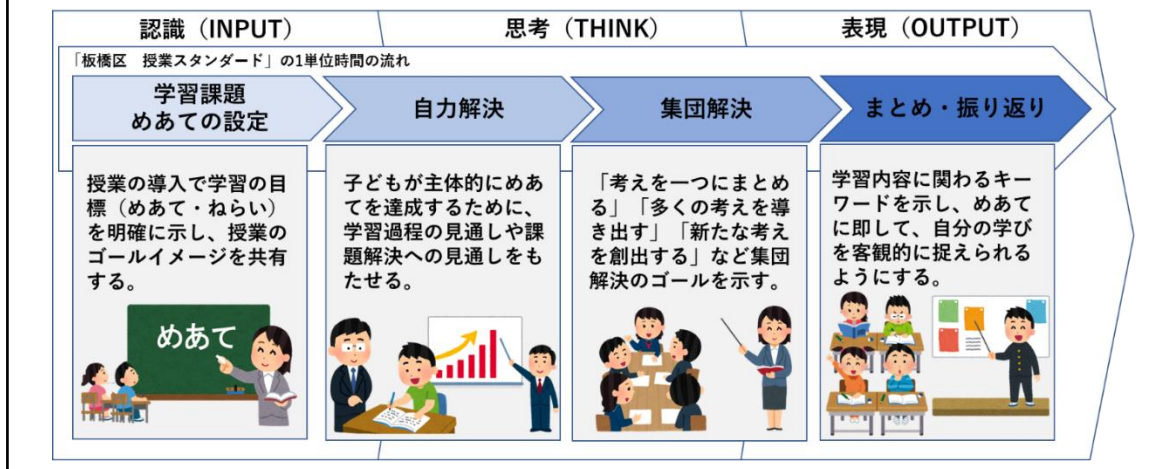 認識（INPUT）
思考（THINK）
表現（OUTPUT）
「板橋区　授業スタンダード」の1単位時間の流れ
学習課題
めあての設定
自力解決
集団解決
まとめ・振り返り
授業の導入で学習の目
標（めあて・ねらい）
を明確に示し、授業の
ゴールイメージを共有
する。
めあて
子どもが主体的にめあ
てを達成するために、
学習過程の見通しや課
題解決への見通しをも
たせる。
「考えを一つにまとめ
る」「多くの考えを導
き出す」「新たな考え
を創出する」など集団
解決のゴールを示す。
学習内容に関わるキー
ワードを示し、めあて
に即して、自分の学び
を客観的に捉えられる
ようにする。